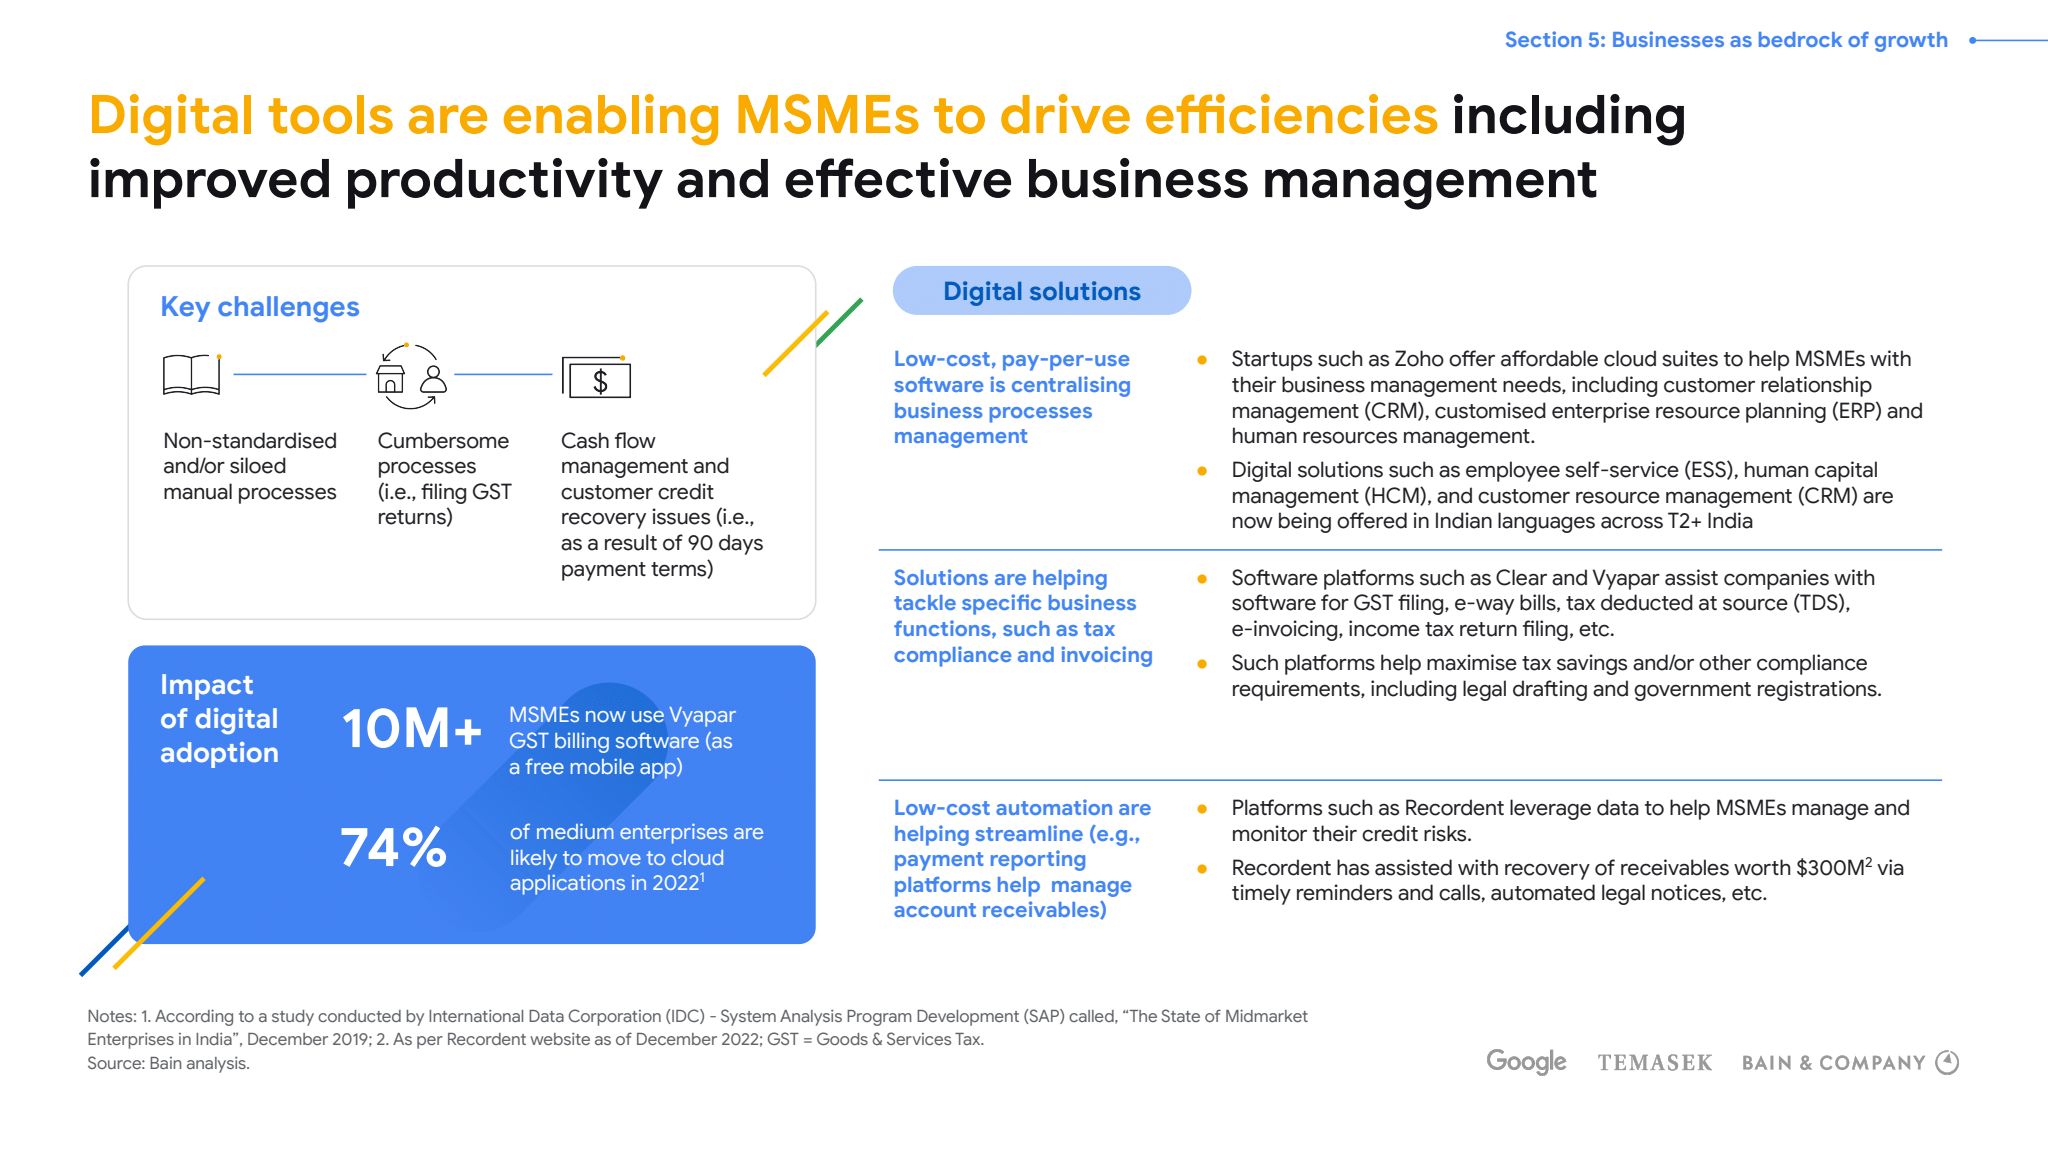 Section 5: Businesses as bedrock of growth
Digital tools are enabling MSMEs to drive efficiencies including
improved productivity and effective business management
Key challenges
$
Non-standardised
and/or siloed
manual processes
Cumbersome
processes
(i.e., filing GST
returns)
Cash flow
management and
customer credit
recovery issues (i.e.,
as a result of 90 days
payment terms)
Impact
of digital
adoption
10M+
MSMEs now use Vyapar
GST billing software (as
a free mobile app)
74%
of medium enterprises are
likely to move to cloud
applications in 2022¹
Digital solutions
Low-cost, pay-per-use
software is centralising
business processes
management
● Startups such as Zoho offer affordable cloud suites to help MSMEs with
their business management needs, including customer relationship
management (CRM), customised enterprise resource planning (ERP) and
human resources management.
● Digital solutions such as employee self-service (ESS), human capital
management (HCM), and customer resource management (CRM) are
now being offered in Indian languages across T2+ India
Solutions are helping
tackle specific business
functions, such as tax
compliance and invoicing
● Software platforms such as Clear and Vyapar assist companies with
software for GST filing, e-way bills, tax deducted at source (TDS),
e-invoicing, income tax return filing, etc.
● Such platforms help maximise tax savings and/or other compliance
requirements, including legal drafting and government registrations.
Low-cost automation are
helping streamline (e.g.,
payment reporting
platforms help manage
account receivables)
● Platforms such as Recordent leverage data to help MSMEs manage and
monitor their credit risks.
● Recordent has assisted with recovery of receivables worth $300M² via
timely reminders and calls, automated legal notices, etc.
Notes: 1. According to a study conducted by International Data Corporation (IDC) - System Analysis Program Development (SAP) called, “The State of Midmarket
Enterprises in India”, December 2019; 2. As per Recordent website as of December 2022; GST = Goods & Services Tax.
Source: Bain analysis.
Google TEMASEK BAIN & COMPANY